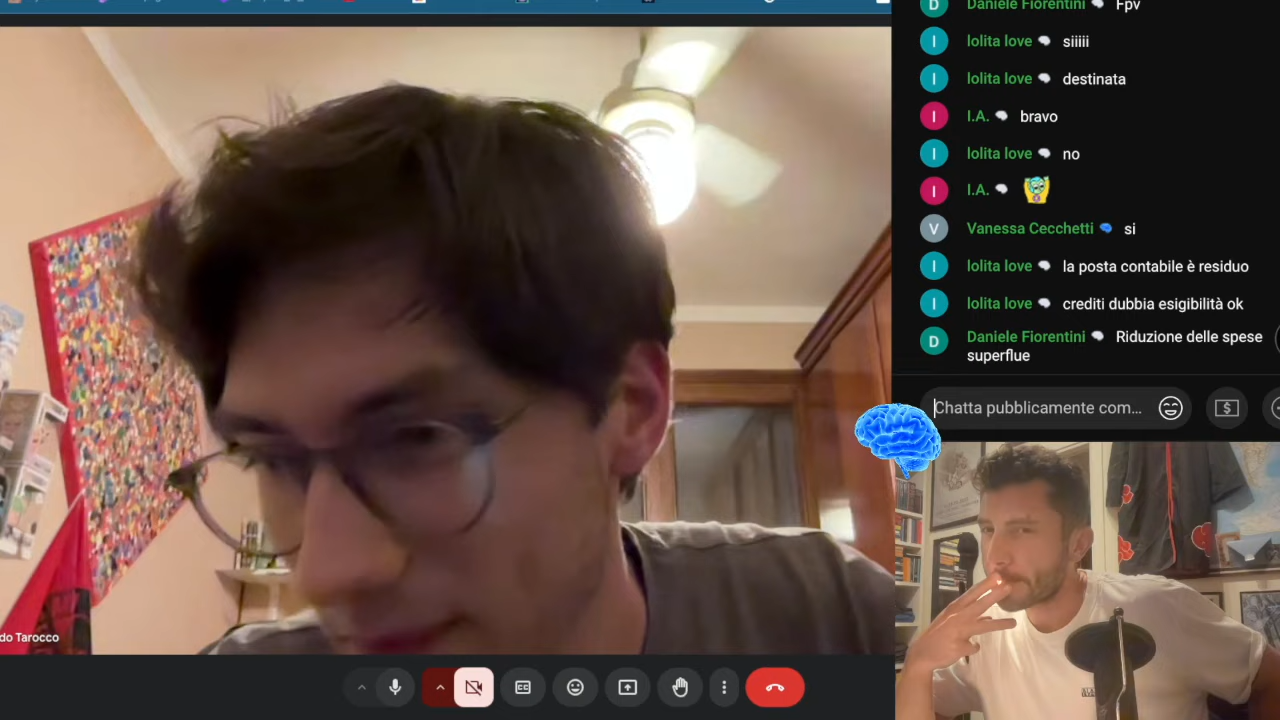 Daniele Fiorentini Fpv
lolita love siiiii
lolita love destinata
I.A. bravo
lolita love no
I.A.
Vanessa Cecchetti si
lolita love la posta contabile è residuo
lolita love crediti dubbia esigibilità ok
Daniele Fiorentini Riduzione delle spese
superflue
Chatta pubblicamente com...
do Tarocco